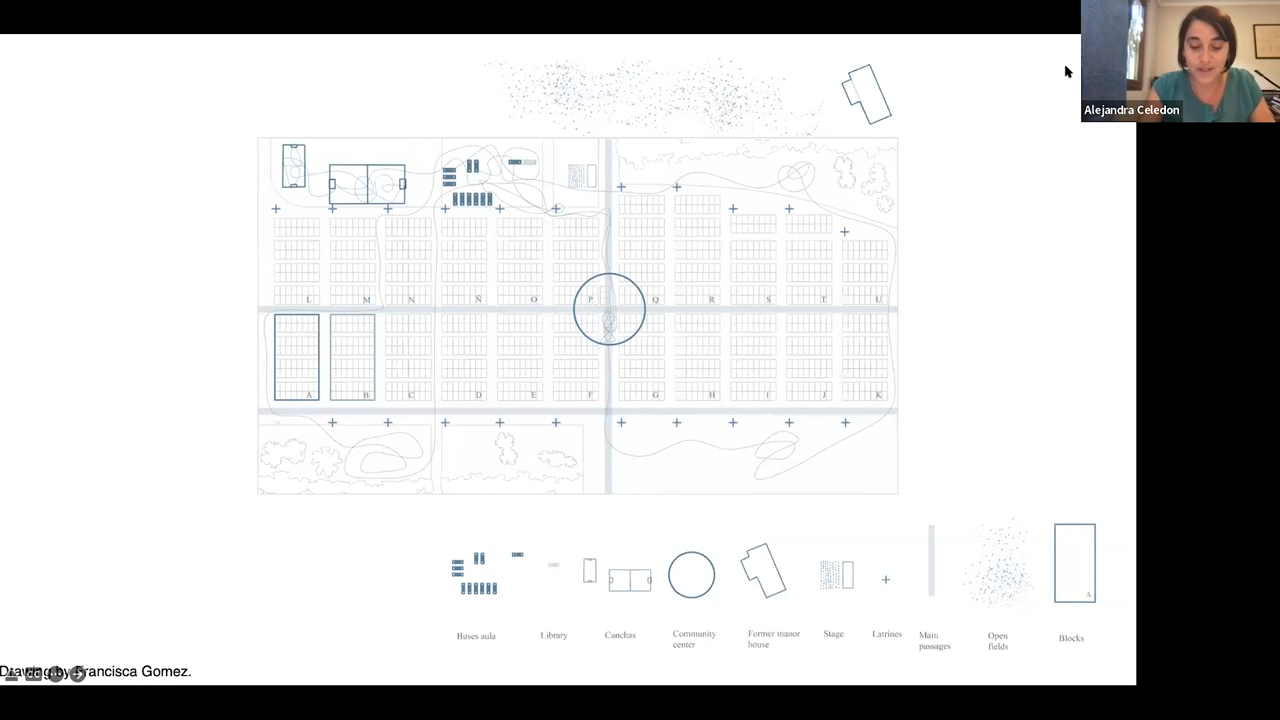 Alejandra Celedon
L M N Ñ O P Q R S T U
A B C D E F G H I J K
A
Buses aula
Library
Canchas
Community
center
Former manor
house
Stage
Latrines
Main
passages
Open
fields
Blocks
Drawing by Francisca Gomez.